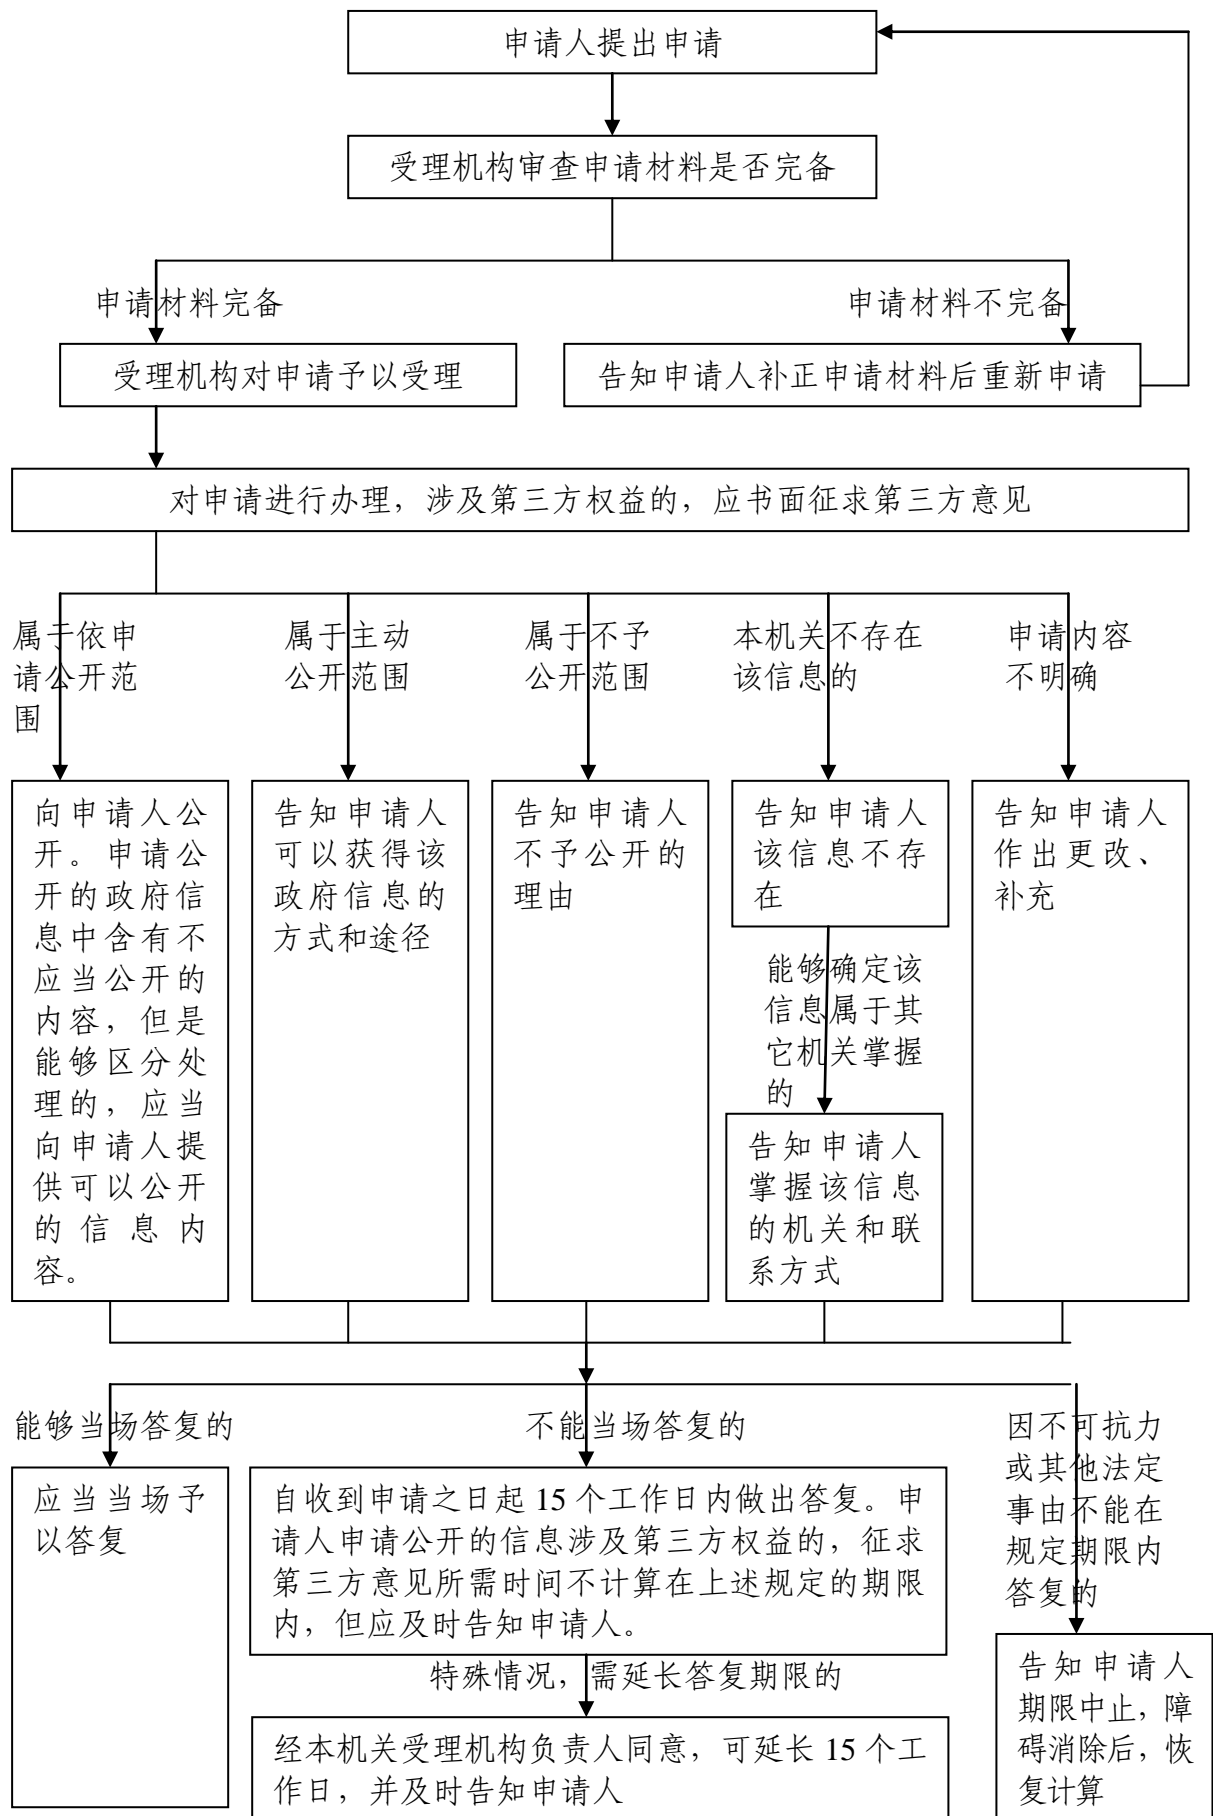 申请人提出申请
受理机构审查申请材料是否完备
申请材料完备
申请材料不完备
受理机构对申请予以受理
告知申请人补正申请材料后重新申请
对申请进行办理，涉及第三方权益的，应书面征求第三方意见
属于依申
请公开范
围
属于主动
公开范围
属于不予
公开范围
本机关不存在
该信息的
申请内容
不明确
向申请人公
开。申请公
开的政府信
息中含有不
应当公开的
内容，但是
能够区分处
理的，应当
向申请人提
供可以公开
的信息内
容。
告知申请人
可以获得该
政府信息的
方式和途径
告知申请人
不予公开的
理由
告知申请人
该信息不存
在
能够确定该
信息属于其
它机关掌握
的
告知申请人
掌握该信息
的机关和联
系方式
告知申请人
作出更改、
补充
能够当场答复的
不能当场答复的
因不可抗力
或其他法定
事由不能在
规定期限内
答复的
应当当场予
以答复
自收到申请之日起 15 个工作日内做出答复。申
请人申请公开的信息涉及第三方权益的，征求
第三方意见所需时间不计算在上述规定的期限
内，但应及时告知申请人。
特殊情况，需延长答复期限的
经本机关受理机构负责人同意，可延长 15 个工
作日，并及时告知申请人
告知申请人
期限中止，障
碍消除后，恢
复计算